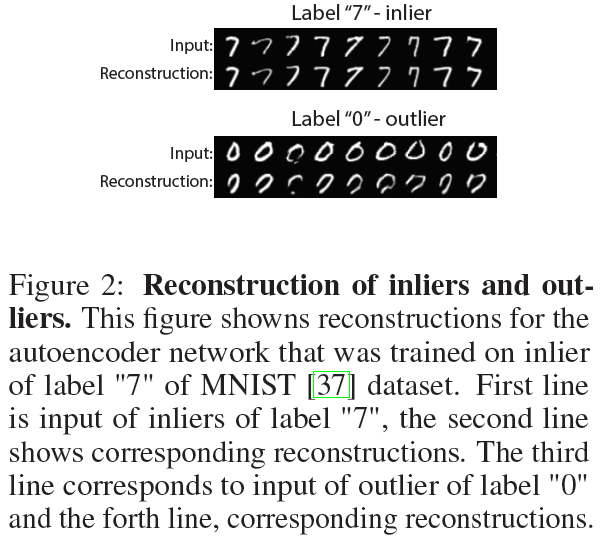 Label "7" - inlier
Input:
Reconstruction:
Label "0" - outlier
Input:
Reconstruction:
Figure 2: Reconstruction of inliers and out-
liers. This figure showns reconstructions for the
autoencoder network that was trained on inlier
of label "7" of MNIST [37] dataset. First line
is input of inliers of label "7", the second line
shows corresponding reconstructions. The third
line corresponds to input of outlier of label "0"
and the forth line, corresponding reconstructions.